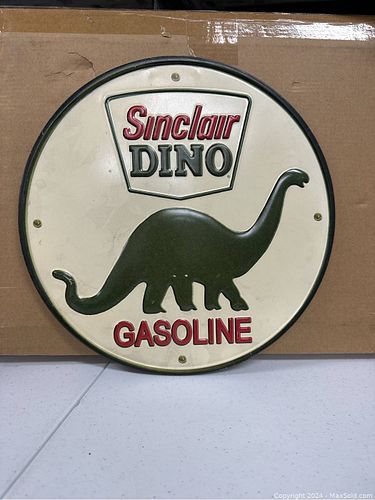 Sinclair
DINO
GASOLINE
Copyright 2024 - MaxSold.com